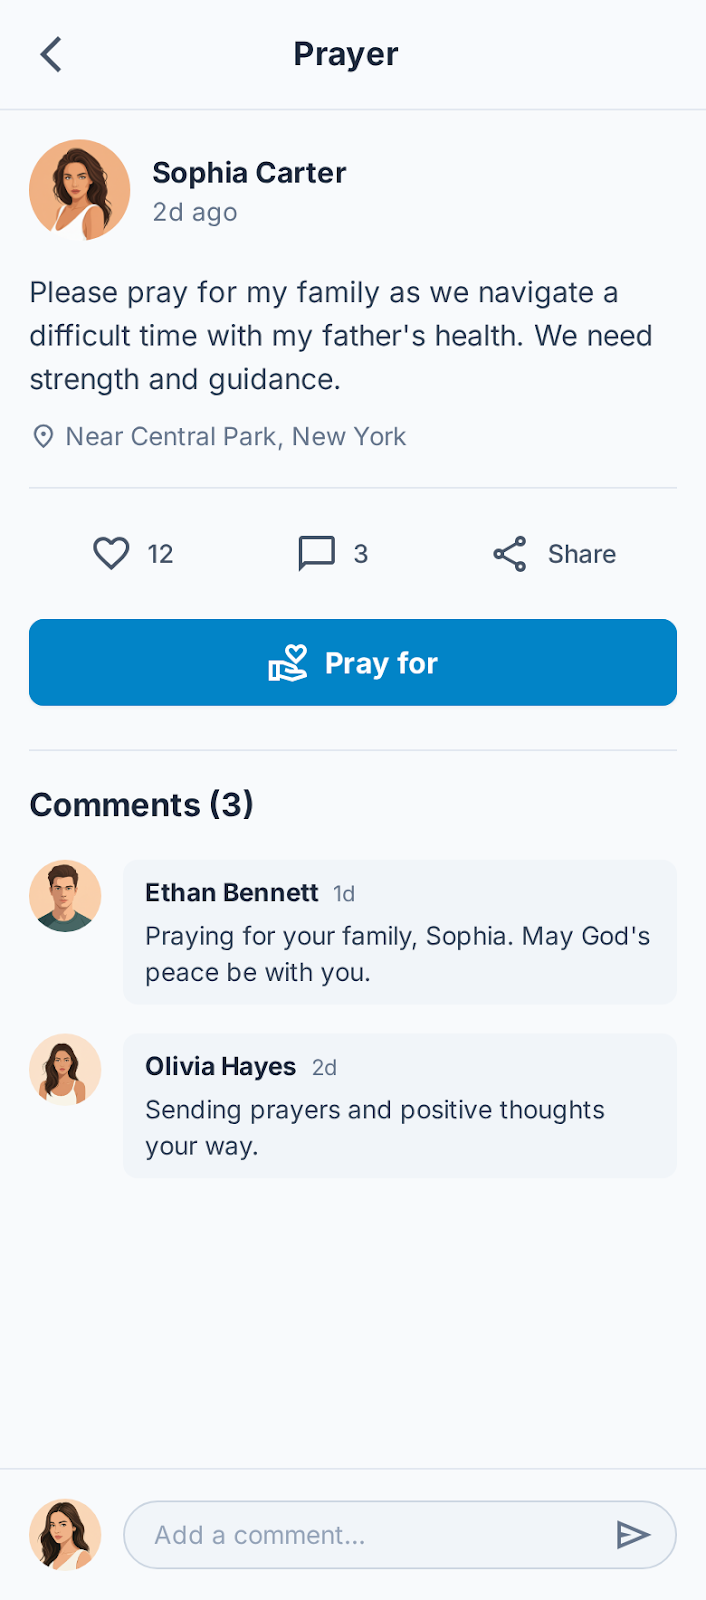 Prayer
Sophia Carter
2d ago
Please pray for my family as we navigate a
difficult time with my father's health. We need
strength and guidance.
Near Central Park, New York
12
3
Share
Pray for
Comments (3)
Ethan Bennett 1d
Praying for your family, Sophia. May God's
peace be with you.
Olivia Hayes 2d
Sending prayers and positive thoughts
your way.
Add a comment...